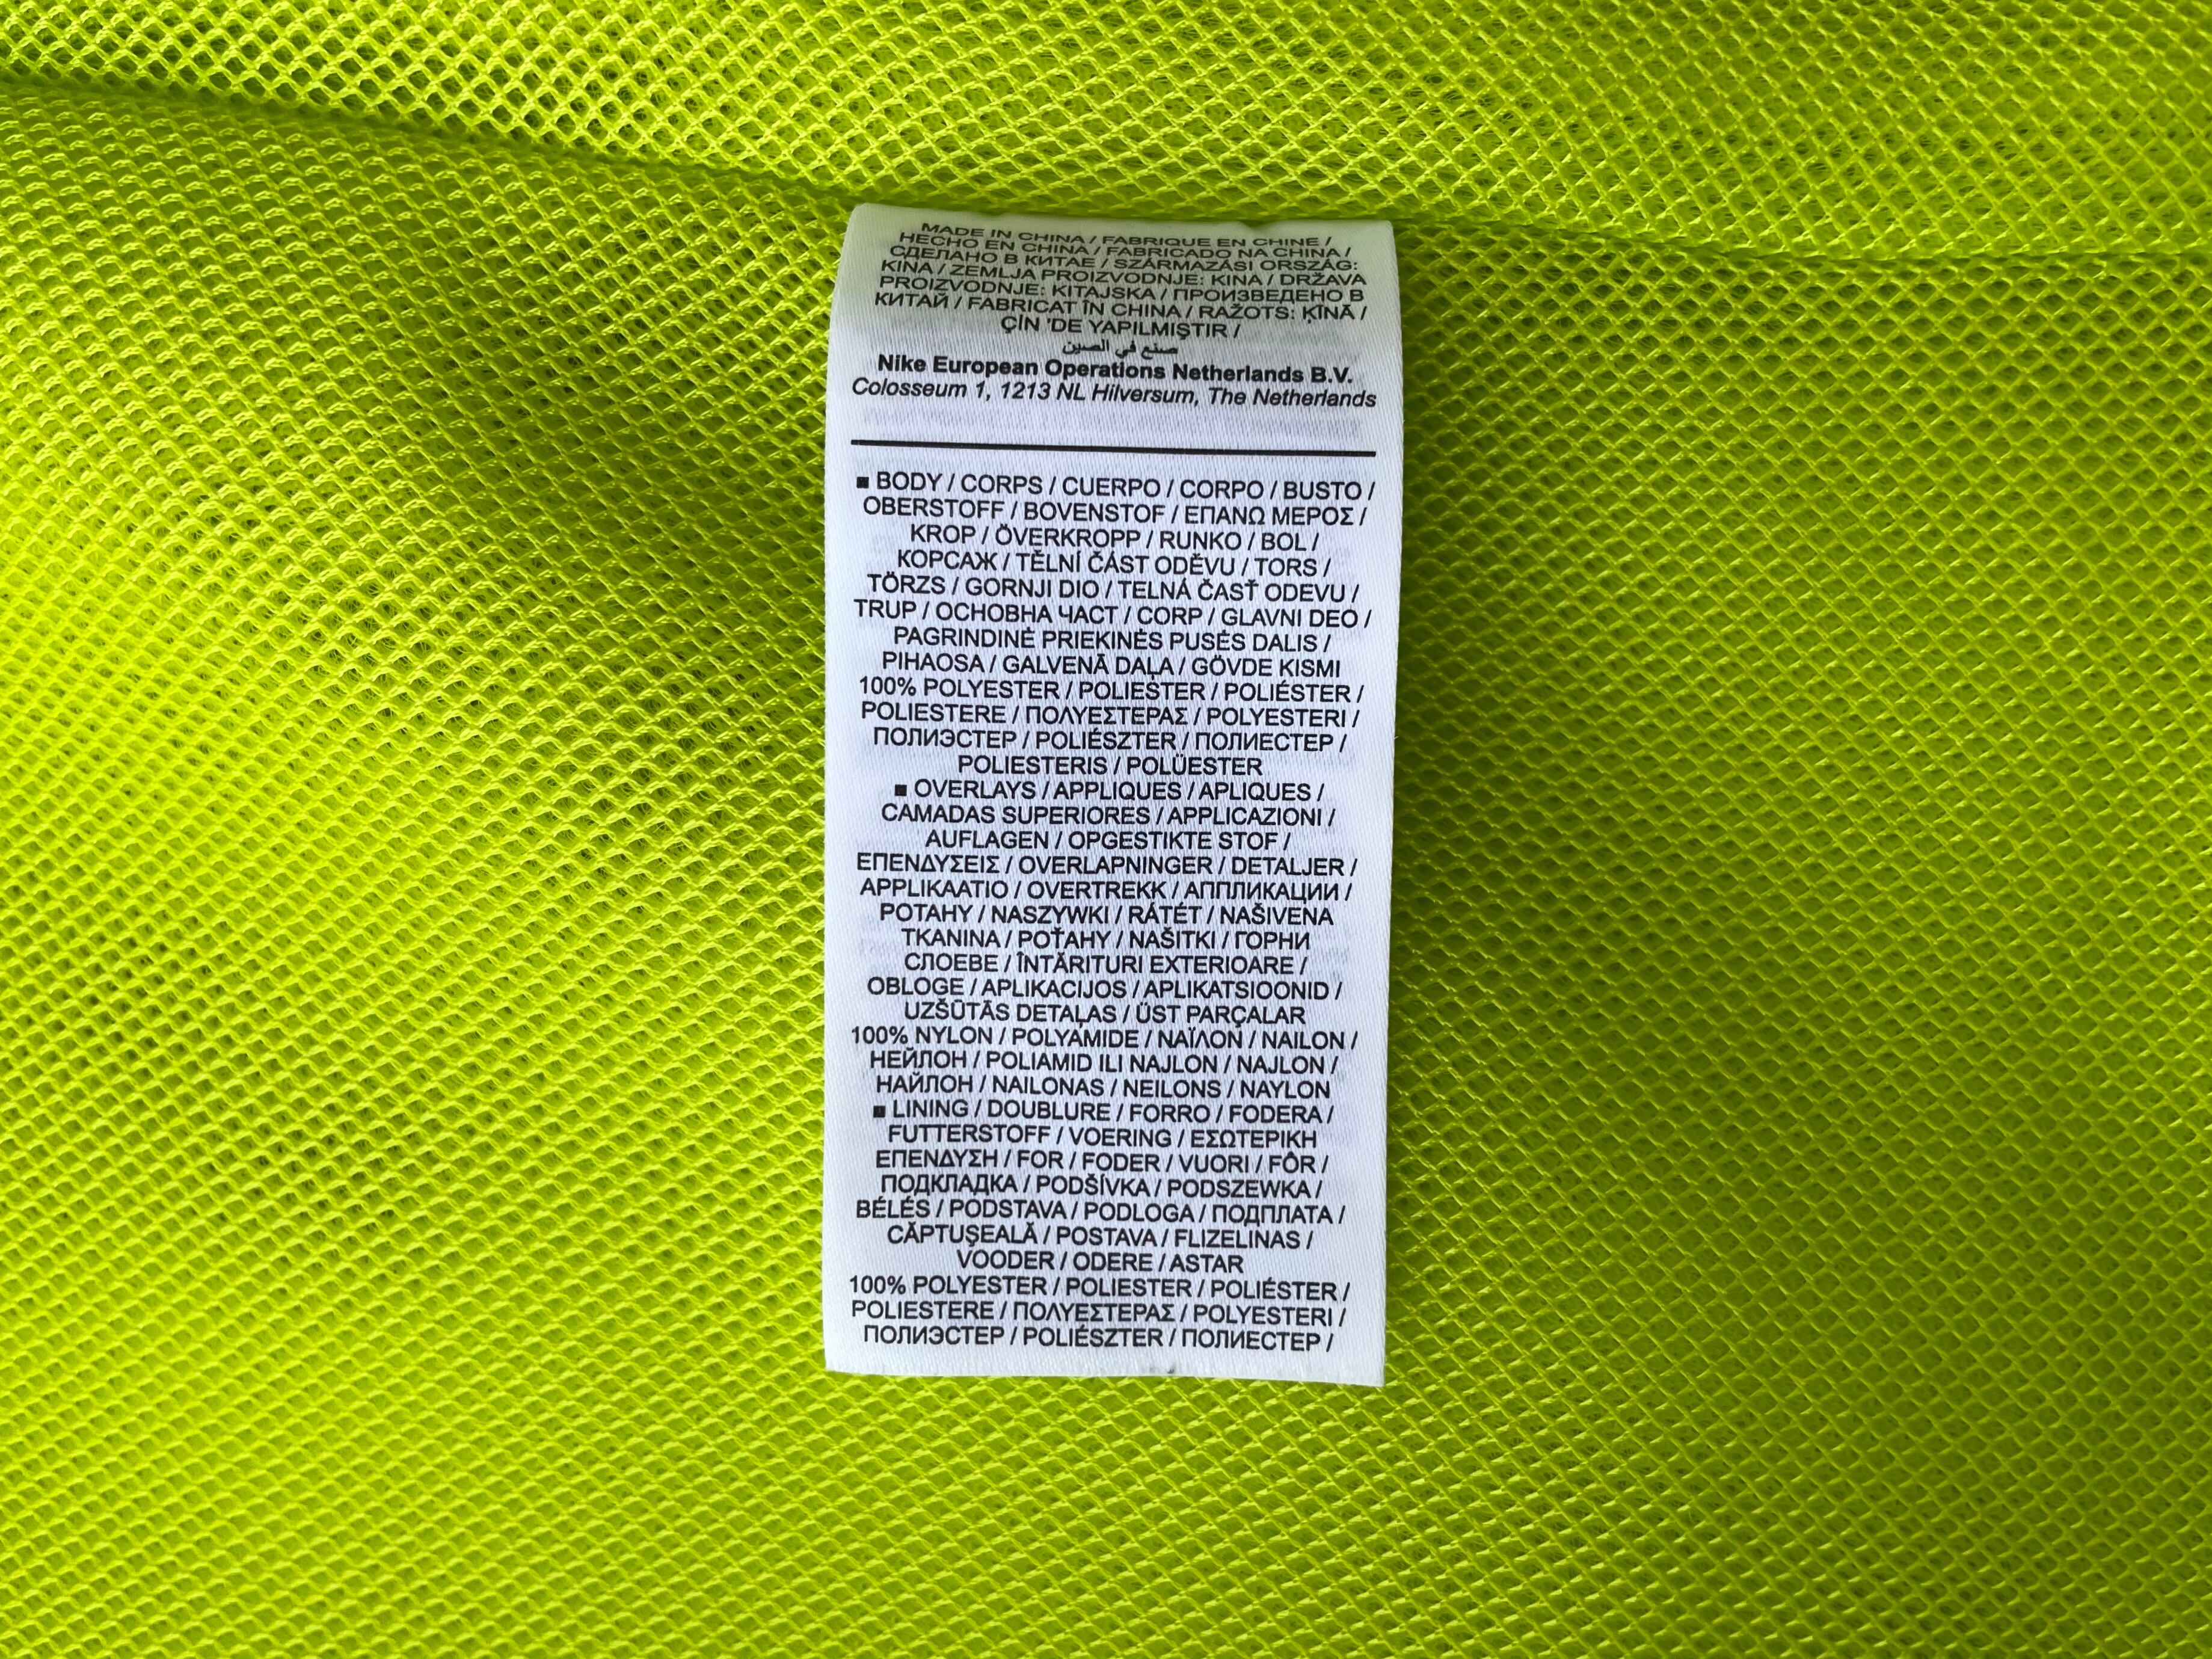 MADE IN CHINA / FABRIQUE EN CHINE /
HECHO EN CHINA / FABRICADO NA CHINA /
СДЕЛАНО В КИТАЕ / SZÁRMAZÁSI ORSZÁG:
KINA / ZEMLJA PROIZVODNJE: KINA / DRŽAVA
PROIZVODNJE: KITAJSKA / ПРОИЗВЕДЕНО В
КИТАЙ / FABRICAT ÎN CHINA / RAŽOTS: ĶĪNĀ /
ÇİN 'DE YAPILMIŞTIR /
صنع في الصين
Nike European Operations Netherlands B.V.
Colosseum 1, 1213 NL Hilversum, The Netherlands
■ BODY / CORPS / CUERPO / CORPO / BUSTO /
OBERSTOFF / BOVENSTOF / ΕΠΑΝΩ ΜΕΡΟΣ /
KROP / ÖVERKROPP / RUNKO / BOL /
КОРСАЖ / TĚLNÍ ČÁST ODĚVU / TORS /
TÖRZS / GORNJI DIO / TELNÁ ČASŤ ODEVU /
TRUP / ОСНОВНА ЧАСТ / CORP / GLAVNI DEO /
PAGRINDINĖ PRIEKINĖS PUSĖS DALIS /
PIHAOSA / GALVENĀ DAĻA / GÖVDE KISMI
100% POLYESTER / POLIESTER / POLIÉSTER /
POLIESTERE / ΠΟΛΥΕΣΤΕΡΑΣ / POLYESTERI /
ПОЛИЭСТЕР / POLIÉSZTER / ПОЛИЕСТЕР /
POLIESTERIS / POLÜESTER
■ OVERLAYS / APPLIQUES / APLIQUES /
CAMADAS SUPERIORES / APPLICAZIONI /
AUFLAGEN / OPGESTIKTE STOF /
ΕΠΕΝΔΥΣΕΙΣ / OVERLAPNINGER / DETALJER /
APPLIKAATIO / OVERTREKK / АППЛИКАЦИИ /
POTAHY / NASZYWKI / RÁTÉT / NAŠIVENA
TKANINA / POŤAHY / NAŠITKI / ГОРНИ
СЛОЕВЕ / ÎNTĂRITURI EXTERIOARE /
OBLOGE / APLIKACIJOS / APLIKATSIOONID /
UZŠŪTĀS DETAĻAS / ÜST PARÇALAR
100% NYLON / POLYAMIDE / ΝΑΪΛΟΝ / NAILON /
НЕЙЛОН / POLIAMID ILI NAJLON / NAJLON /
НАЙЛОН / NAILONAS / NEILONS / NAYLON
■ LINING / DOUBLURE / FORRO / FODERA /
FUTTERSTOFF / VOERING / ΕΣΩΤΕΡΙΚΗ
ΕΠΕΝΔΥΣΗ / FOR / FODER / VUORI / FÔR /
ПОДКЛАДКА / PODŠÍVKA / PODSZEWKA /
BÉLÉS / PODSTAVA / PODLOGA / ПОДПЛАТА /
CĂPTUŞEALĂ / POSTAVA / FLIZELINAS /
VOODER / ODERE / ASTAR
100% POLYESTER / POLIESTER / POLIÉSTER /
POLIESTERE / ΠΟΛΥΕΣΤΕΡΑΣ / POLYESTERI /
ПОЛИЭСТЕР / POLIÉSZTER / ПОЛИЕСТЕР /